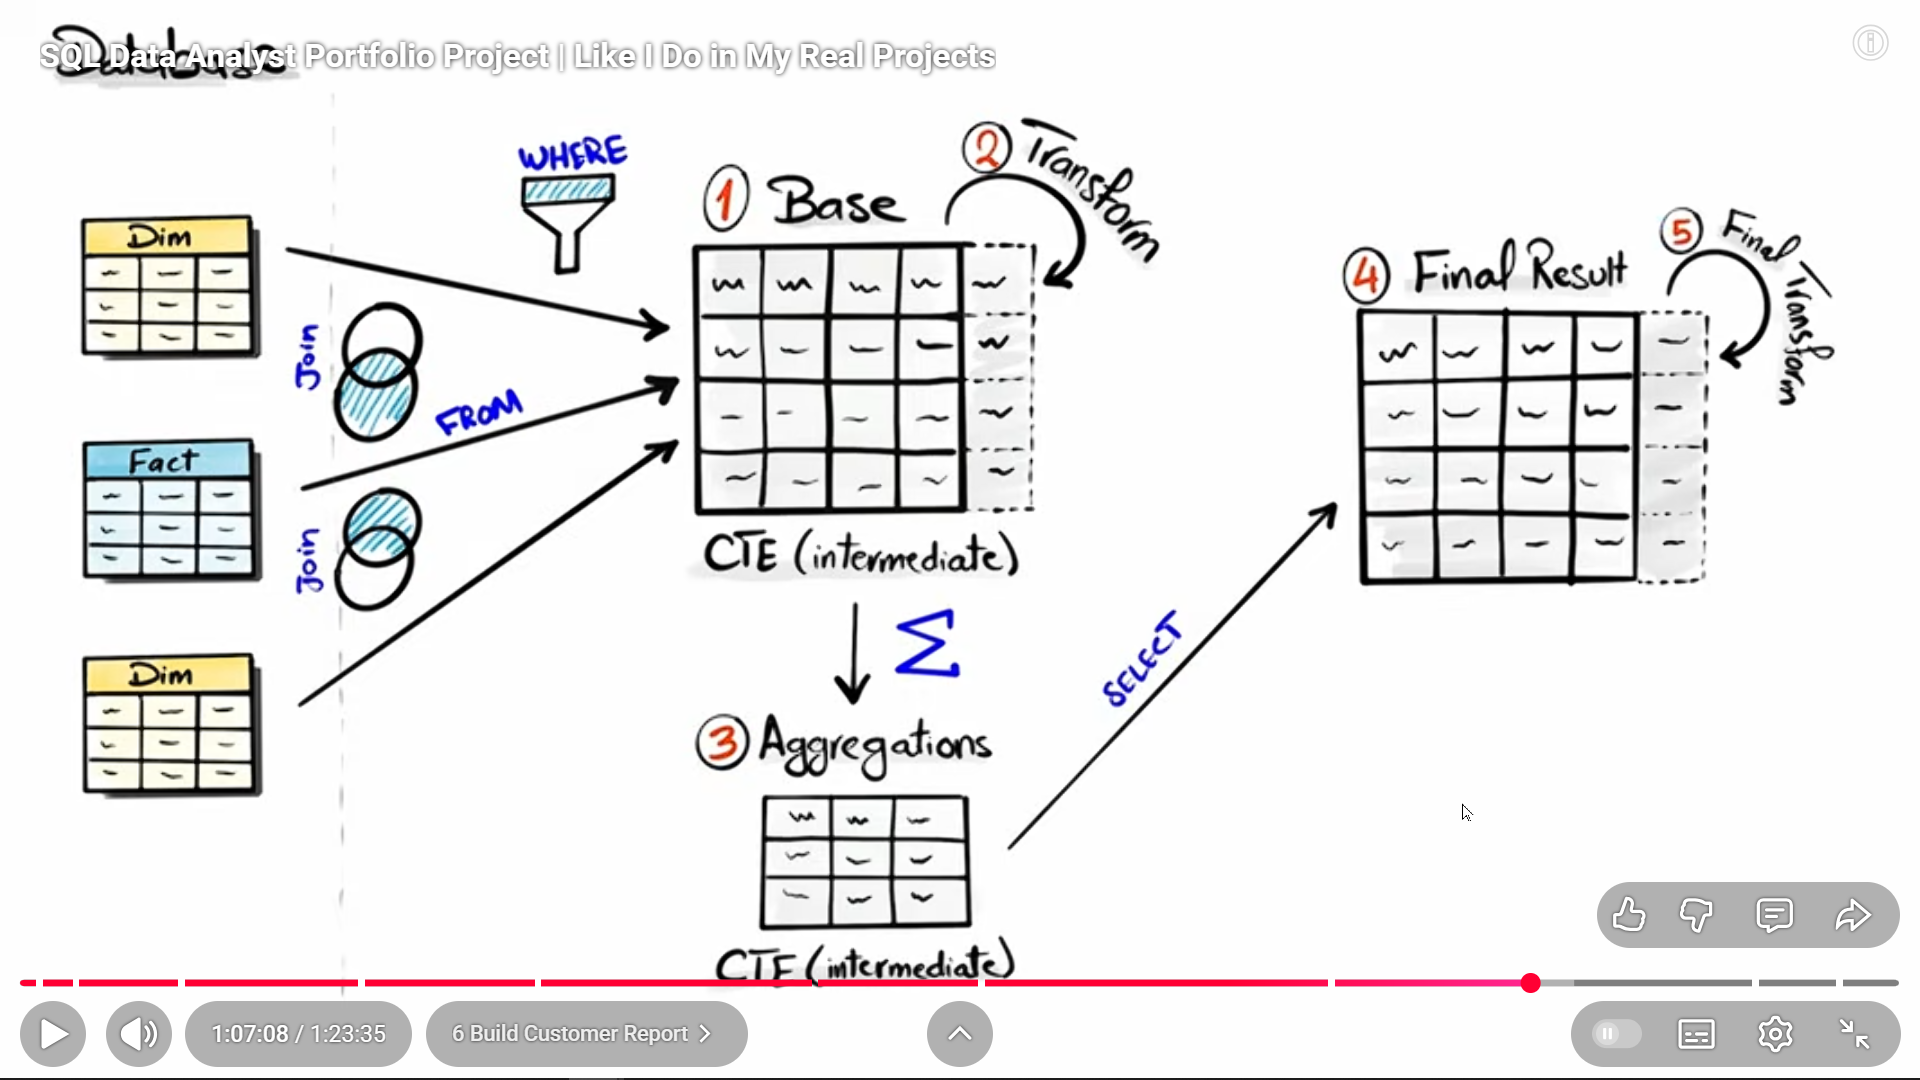 Database
SQL Data Analyst Portfolio Project | Like I Do in My Real Projects
WHERE
① Base
② Transform
Dim
Join
FROM
Fact
Join
Dim
CTE (intermediate)
Σ
③ Aggregations
CTE (intermediate)
SELECT
④ Final Result
⑤ Final Transform
1:07:08 / 1:23:35
6 Build Customer Report